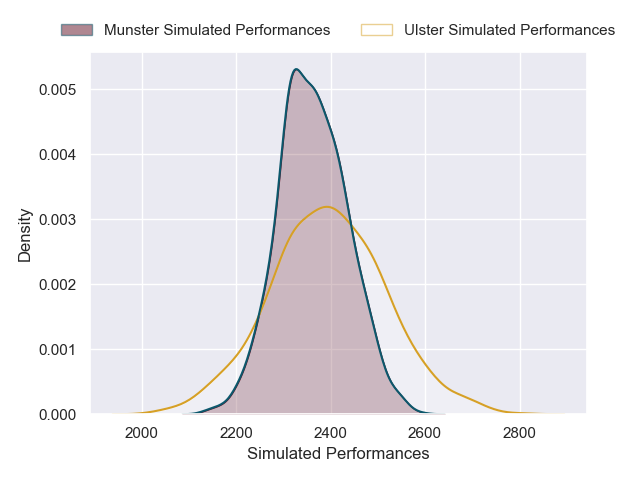 Munster Simulated Performances Ulster Simulated Performances
0.005
0.004
0.003
0.002
0.001
0.000
Density
2000 2200 2400 2600 2800
Simulated Performances